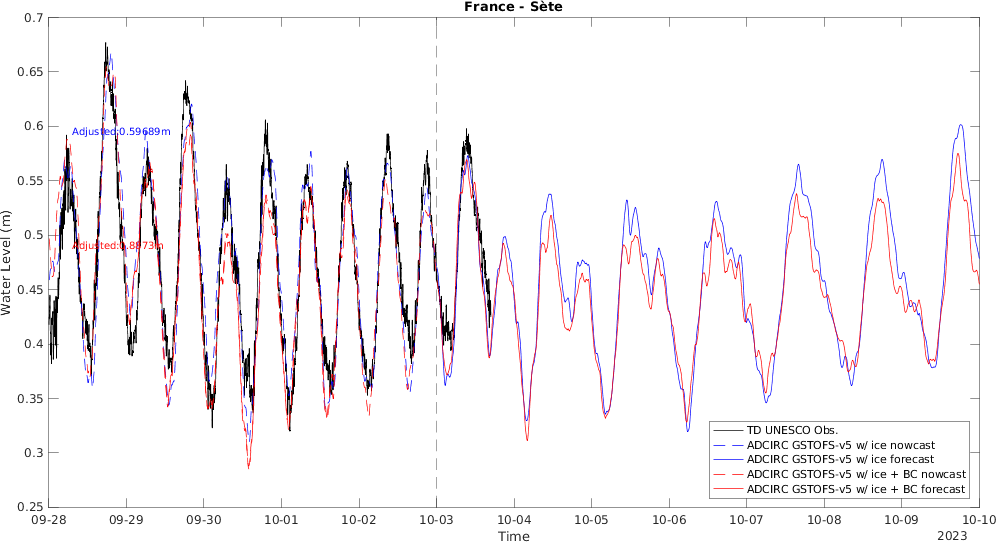 France - Sète
0.7
0.65
0.6
0.55
0.5
0.45
0.4
0.35
0.3
0.25
Water Level (m)
Adjusted:0.59689m
Adjusted:0.8873m
TD UNESCO Obs.
ADCIRC GSTOFS-v5 w/ ice nowcast
ADCIRC GSTOFS-v5 w/ ice forecast
ADCIRC GSTOFS-v5 w/ ice + BC nowcast
ADCIRC GSTOFS-v5 w/ ice + BC forecast
09-28 09-29 09-30 10-01 10-02 10-03 10-04 10-05 10-06 10-07 10-08 10-09 10-10
Time
2023